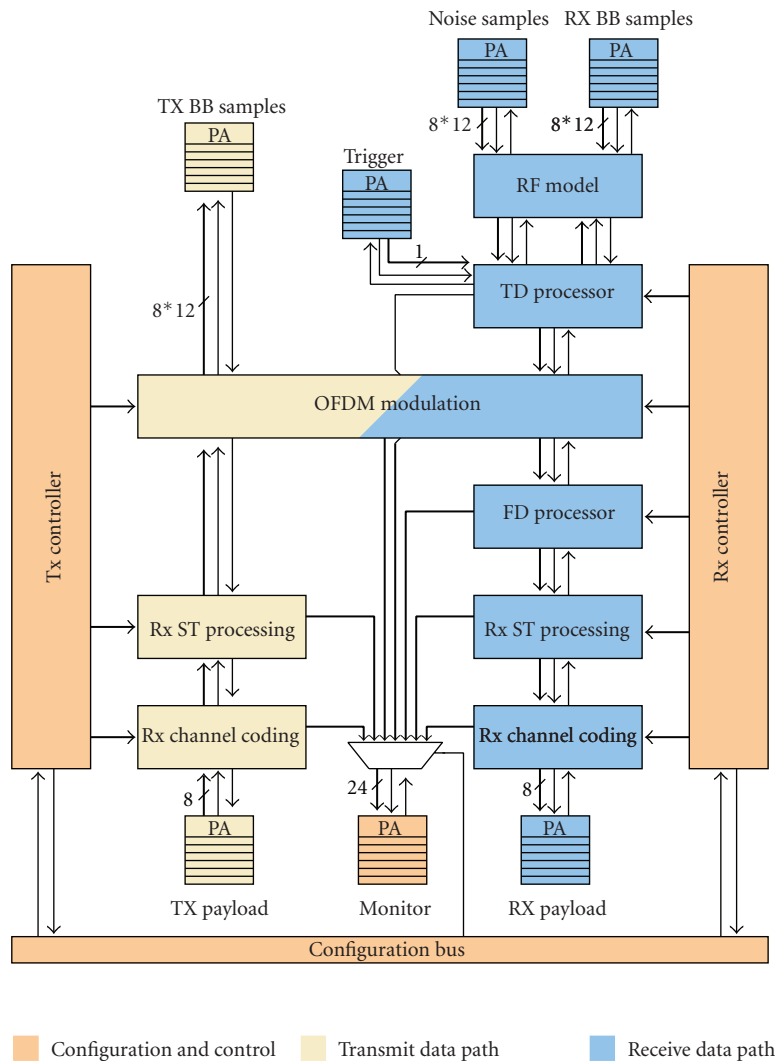 Noise samples
RX BB samples
PA
PA
TX BB samples
8* 12
8* 12
PA
Trigger
PA
RF model
1
TD processor
8* 12
OFDM modulation
Tx controller
Rx controller
FD processor
Rx ST processing
Rx ST processing
Rx channel coding
Rx channel coding
8
24
8
PA
PA
PA
TX payload
Monitor
RX payload
Configuration bus
Configuration and control
Transmit data path
Receive data path